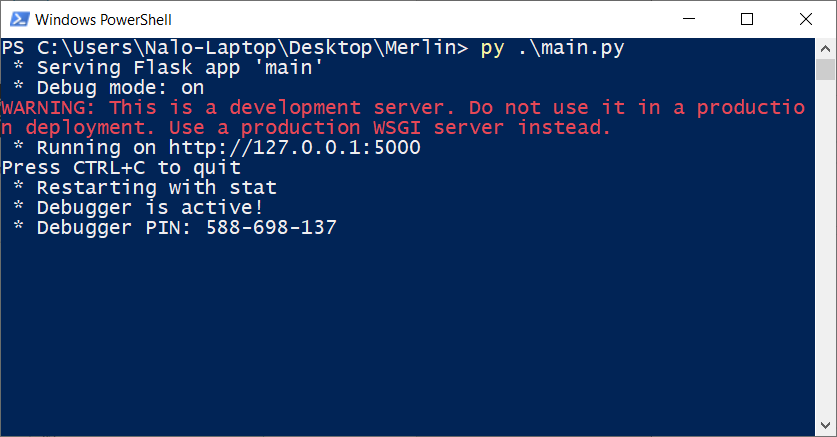 Windows PowerShell
PS C:\Users\Nalo-Laptop\Desktop\Merlin> py .\main.py
 * Serving Flask app 'main'
 * Debug mode: on
WARNING: This is a development server. Do not use it in a productio
n deployment. Use a production WSGI server instead.
 * Running on http://127.0.0.1:5000
Press CTRL+C to quit
 * Restarting with stat
 * Debugger is active!
 * Debugger PIN: 588-698-137